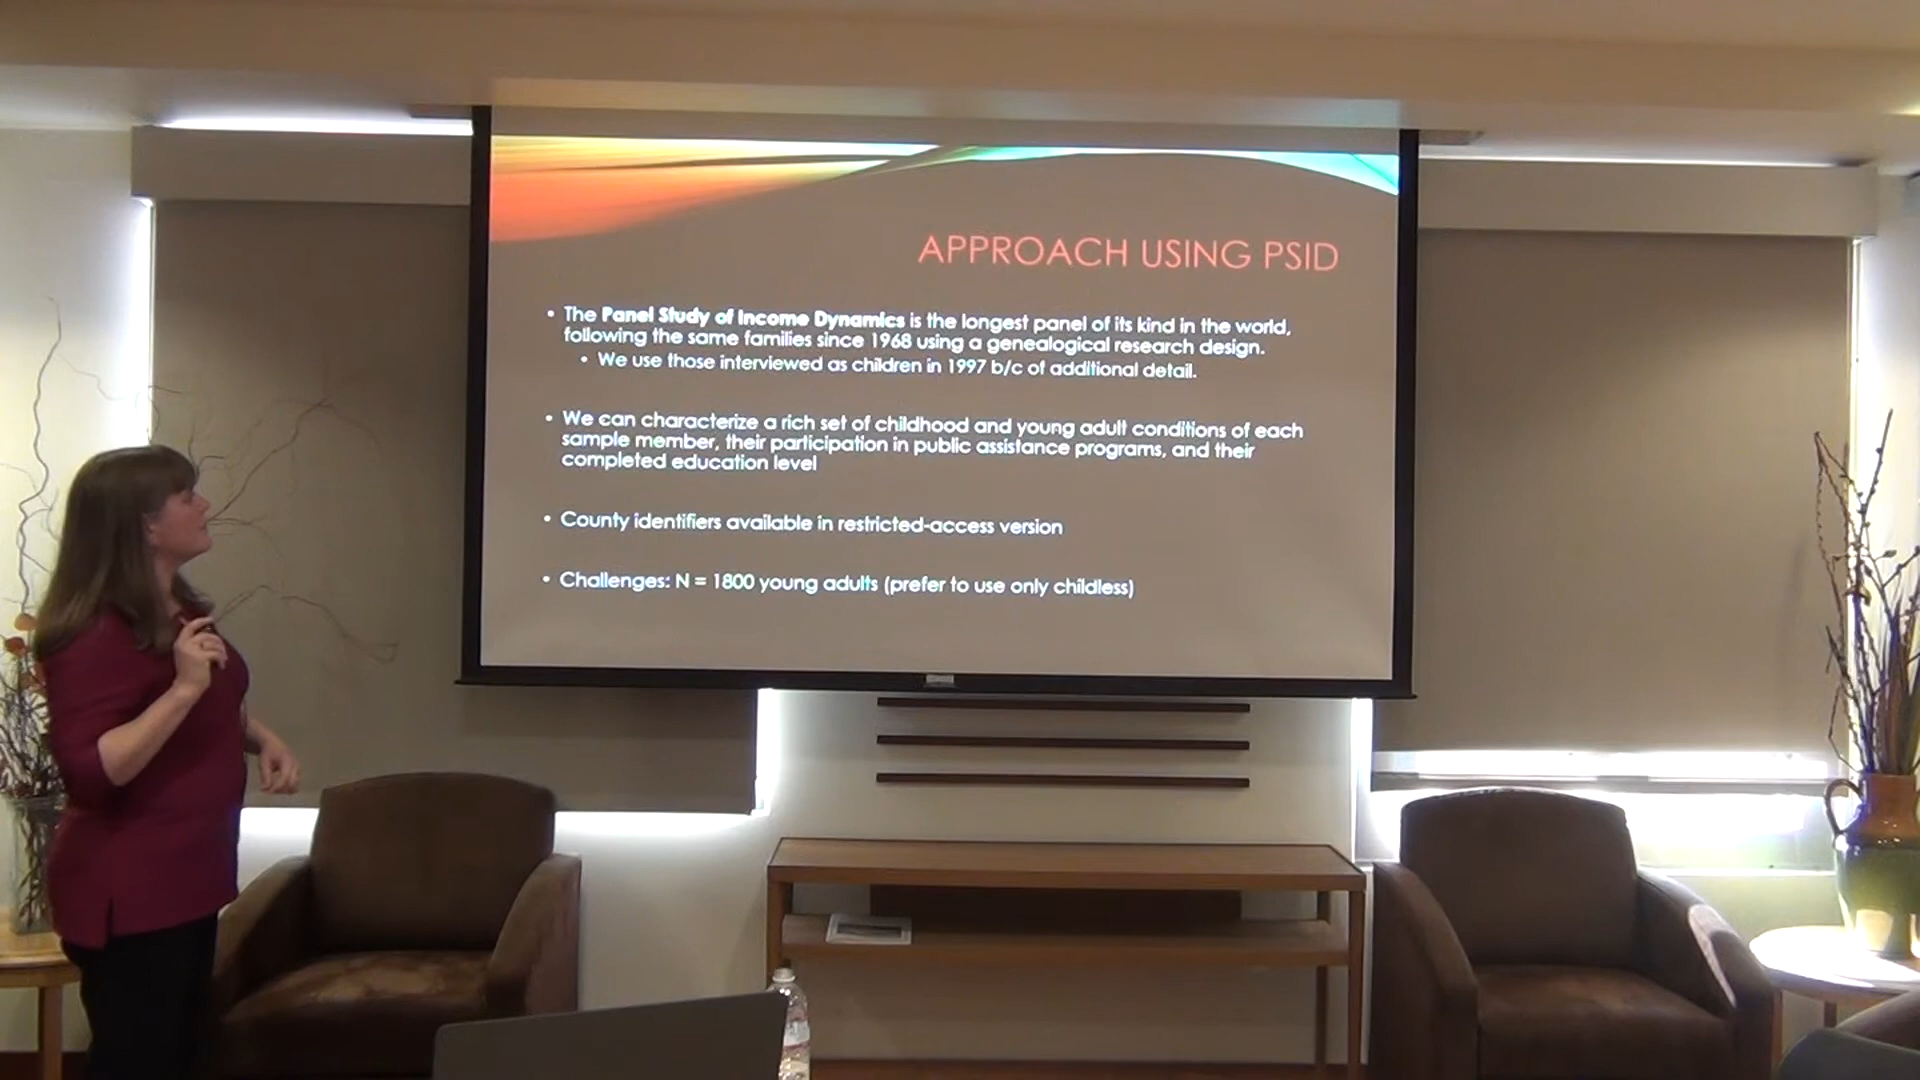 APPROACH USING PSID
• The Panel Study of Income Dynamics is the longest panel of its kind in the world,
following the same families since 1968 using a genealogical research design.
• We use those interviewed as children in 1997 b/c of additional detail.
• We can characterize a rich set of childhood and young adult conditions of each
sample member, their participation in public assistance programs, and their
completed education level
• County identifiers available in restricted-access version
• Challenges: N = 1800 young adults (prefer to use only childless)